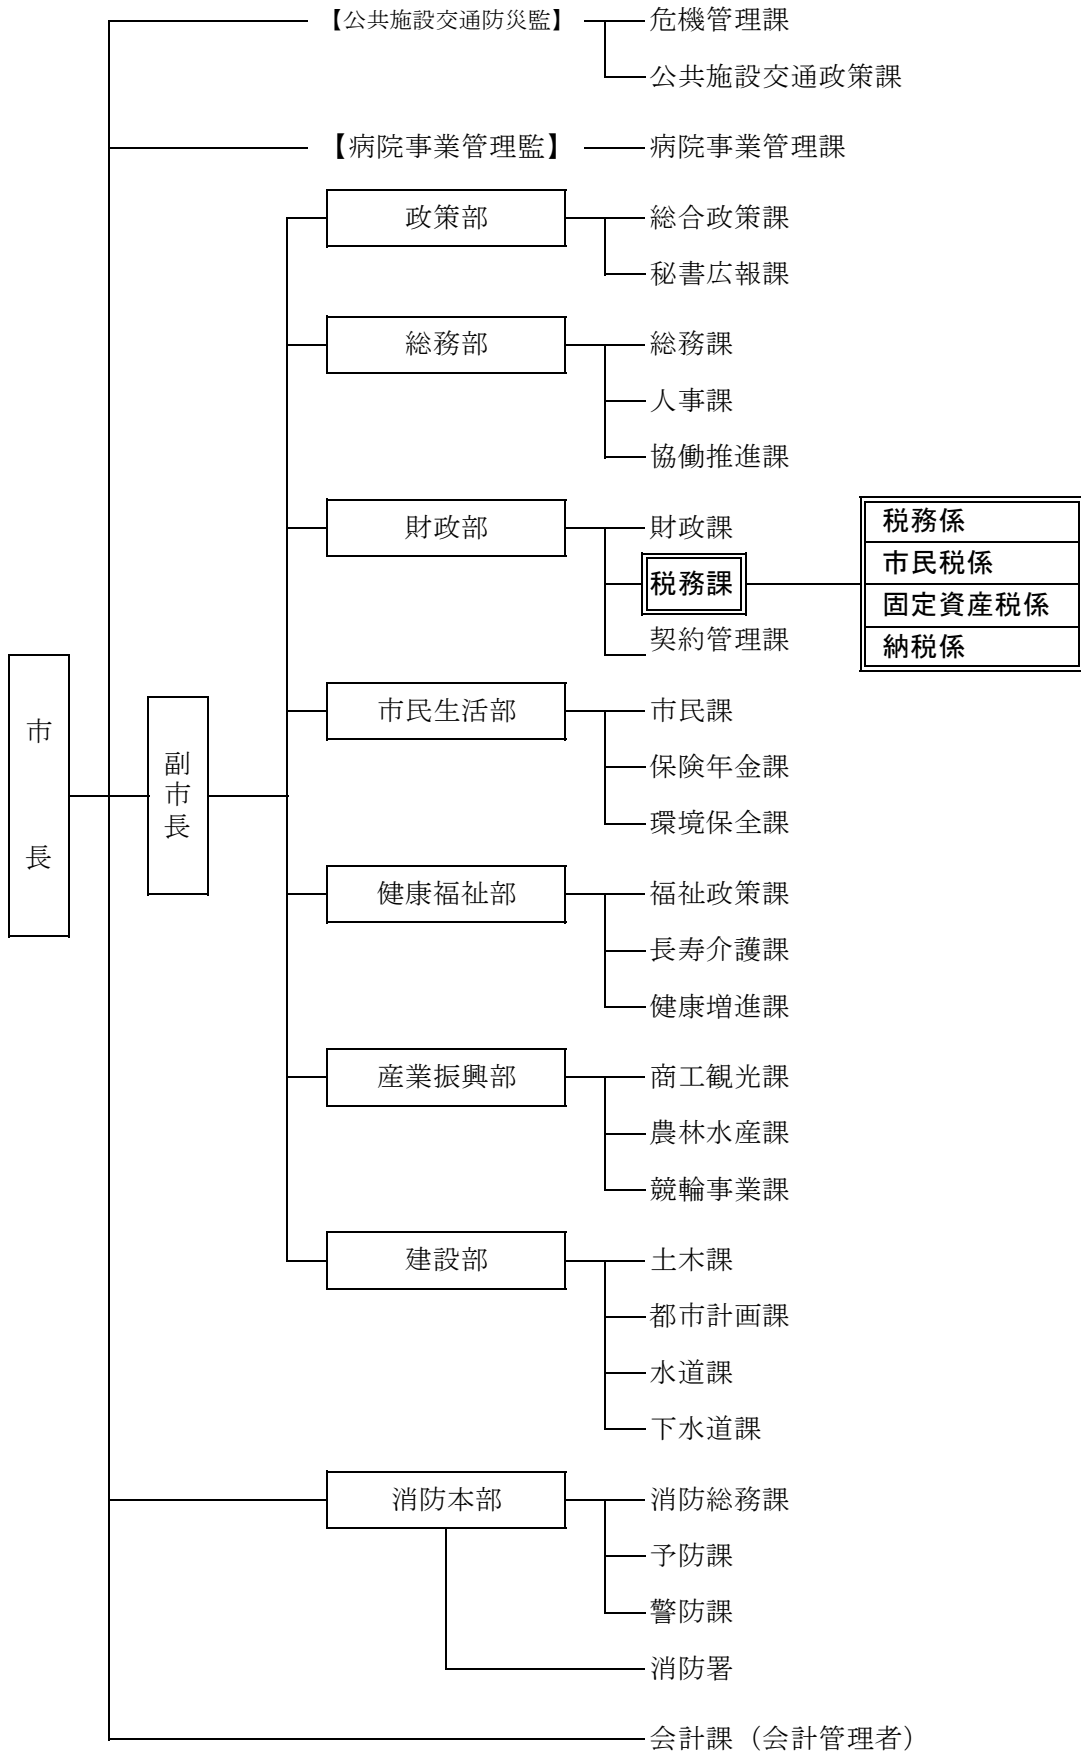 【公共施設交通防災監】
危機管理課
公共施設交通政策課
【病院事業管理監】
病院事業管理課
政策部
総合政策課
秘書広報課
総務部
総務課
人事課
協働推進課
財政部
財政課
税務課
契約管理課
税務係
市民税係
固定資産税係
納税係
市長
副市長
市民生活部
市民課
保険年金課
環境保全課
健康福祉部
福祉政策課
長寿介護課
健康増進課
産業振興部
商工観光課
農林水産課
競輪事業課
建設部
土木課
都市計画課
水道課
下水道課
消防本部
消防総務課
予防課
警防課
消防署
会計課（会計管理者）